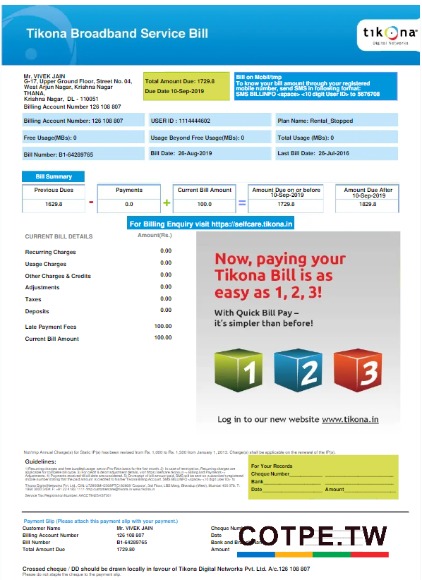 Tikona Broadband Service Bill
tikona
digital Networks
Mr. VIVEK JAIN
G-17, Upper Ground Floor, Street No. 04,
West Arjun Nagar, Krishna Nagar
THANA,
Krishna Nagar, DL - 110051
Billing Account Number 126 108 807
Total Amount Due: 1729.8
Due Date 10-Sep-2019
Bill on Mobil/tmp
To know your bill amount through your registered
mobile number, send SMS in following format:
SMS BILLINFO <space> <10 digit User ID> to 5676708
Billing Account Number: 126 108 807
USER ID : 1114444602
Plan Name: Rental_Stopped
Free Usage(MBs): 0
Usage Beyond Free Usage(MBs): 0
Total Usage (MBs): 0
Bill Number: B1-64289765
Bill Date: 26-Aug-2019
Last Bill Date: 26-Jul-2016
Bill Summary
Previous Dues
Payments
Current Bill Amount
Amount Due on or before
10-Sep-2019
Amount Due After
10-Sep-2019
1629.8
-
0.0
+
100.0
=
1729.8
1829.8
For Billing Enquiry visit https://selfcare.tikona.in
CURRENT BILL DETAILS
Amount(Rs.)
Recurring Charges 0.00
Usage Charges 0.00
Other Charges & Credits 0.00
Adjustments 0.00
Taxes 0.00
Deposits 0.00
Late Payment Fees 100.00
Current Bill Amount 100.00
Now, paying your
Tikona Bill is as
easy as 1, 2, 3!
With Quick Bill Pay –
it's simpler than before!
1 2 3
Log in to our new website www.tikona.in
Guidelines:
For Your Records
Cheque Number
Bank
Date Amount
Payment Slip (Please attach this payment slip with your payment.)
Customer Name Mr. VIVEK JAIN
Billing Account Number 126 108 807
Bill Number B1-64289765
Total Amount Due 1729.80
Cheque
Date
Bank and
Amount
COTPE.TW
Crossed cheque / DD should be drawn locally in favour of Tikona Digital Networks Pvt. Ltd. A/c.126 108 807
Please do not staple the cheque to the payment slip.